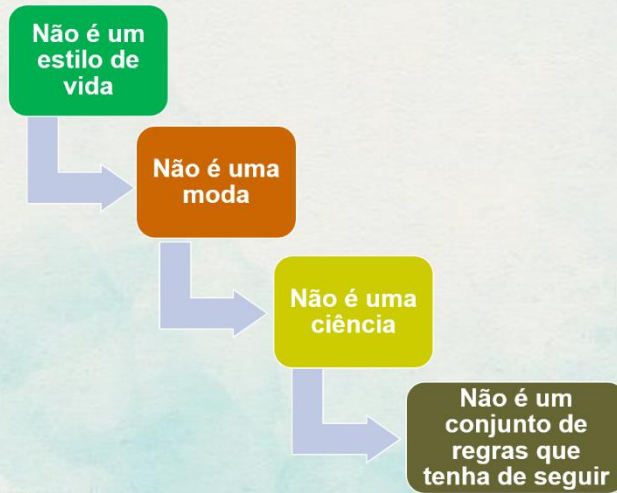 Não é um
estilo de
vida
Não é uma
moda
Não é uma
ciência
Não é um
conjunto de
regras que
tenha de seguir